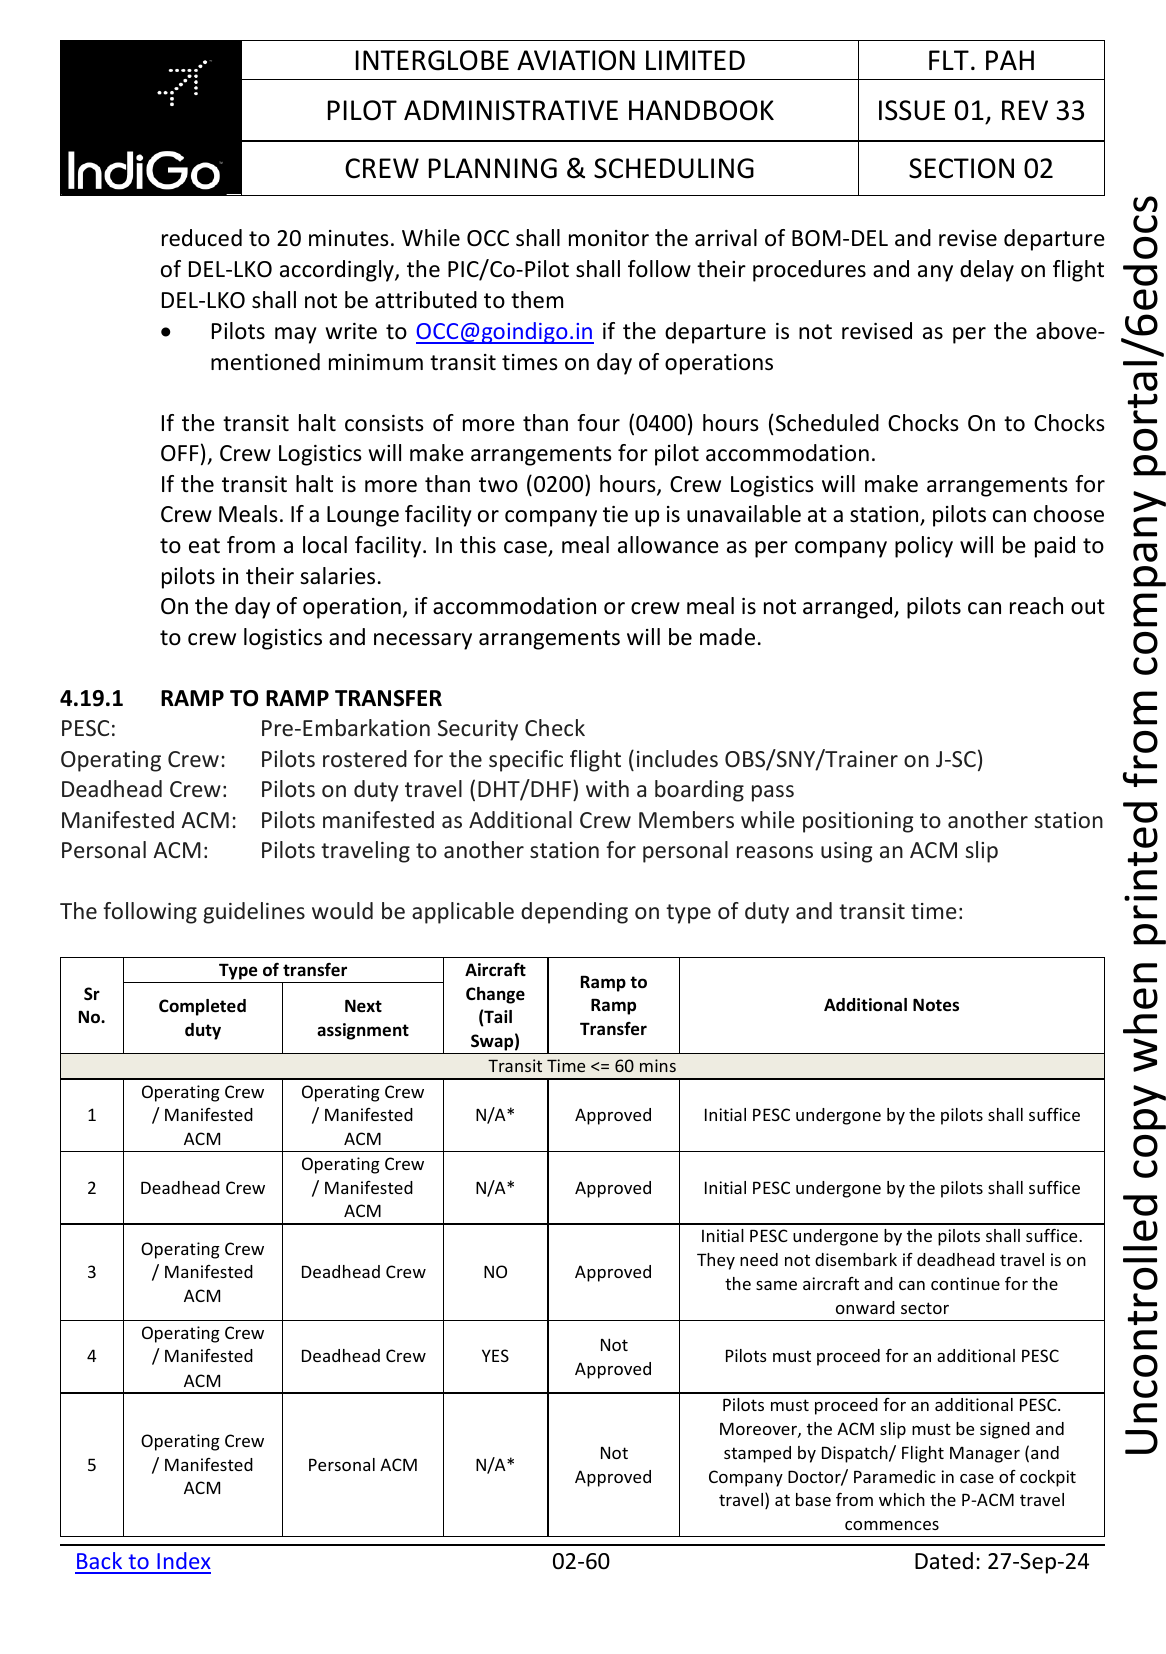 INTERGLOBE AVIATION LIMITED
FLT. PAH
PILOT ADMINISTRATIVE HANDBOOK
ISSUE 01, REV 33
IndiGo
CREW PLANNING & SCHEDULING
SECTION 02
reduced to 20 minutes. While OCC shall monitor the arrival of BOM-DEL and revise departure
of DEL-LKO accordingly, the PIC/Co-Pilot shall follow their procedures and any delay on flight
DEL-LKO shall not be attributed to them
• Pilots may write to OCC@goindigo.in if the departure is not revised as per the above-
mentioned minimum transit times on day of operations
If the transit halt consists of more than four (0400) hours (Scheduled Chocks On to Chocks
OFF), Crew Logistics will make arrangements for pilot accommodation.
If the transit halt is more than two (0200) hours, Crew Logistics will make arrangements for
Crew Meals. If a Lounge facility or company tie up is unavailable at a station, pilots can choose
to eat from a local facility. In this case, meal allowance as per company policy will be paid to
pilots in their salaries.
On the day of operation, if accommodation or crew meal is not arranged, pilots can reach out
to crew logistics and necessary arrangements will be made.
4.19.1 RAMP TO RAMP TRANSFER
PESC: Pre-Embarkation Security Check
Operating Crew: Pilots rostered for the specific flight (includes OBS/SNY/Trainer on J-SC)
Deadhead Crew: Pilots on duty travel (DHT/DHF) with a boarding pass
Manifested ACM: Pilots manifested as Additional Crew Members while positioning to another station
Personal ACM: Pilots traveling to another station for personal reasons using an ACM slip
The following guidelines would be applicable depending on type of duty and transit time:
Sr
No.
Type of transfer
Completed
duty
Next
assignment
Aircraft
Change
(Tail
Swap)
Ramp to
Ramp
Transfer
Additional Notes
Transit Time <= 60 mins
1
Operating Crew
/ Manifested
ACM
Operating Crew
/ Manifested
ACM
N/A*
Approved
Initial PESC undergone by the pilots shall suffice
2
Deadhead Crew
Operating Crew
/ Manifested
ACM
N/A*
Approved
Initial PESC undergone by the pilots shall suffice
3
Operating Crew
/ Manifested
ACM
Deadhead Crew
NO
Approved
Initial PESC undergone by the pilots shall suffice.
They need not disembark if deadhead travel is on
the same aircraft and can continue for the
onward sector
4
Operating Crew
/ Manifested
ACM
Deadhead Crew
YES
Not
Approved
Pilots must proceed for an additional PESC
5
Operating Crew
/ Manifested
ACM
Personal ACM
N/A*
Not
Approved
Pilots must proceed for an additional PESC.
Moreover, the ACM slip must be signed and
stamped by Dispatch/ Flight Manager (and
Company Doctor/ Paramedic in case of cockpit
travel) at base from which the P-ACM travel
commences
Back to Index
02-60
Dated: 27-Sep-24
Uncontrolled copy when printed from company portal/6edocs